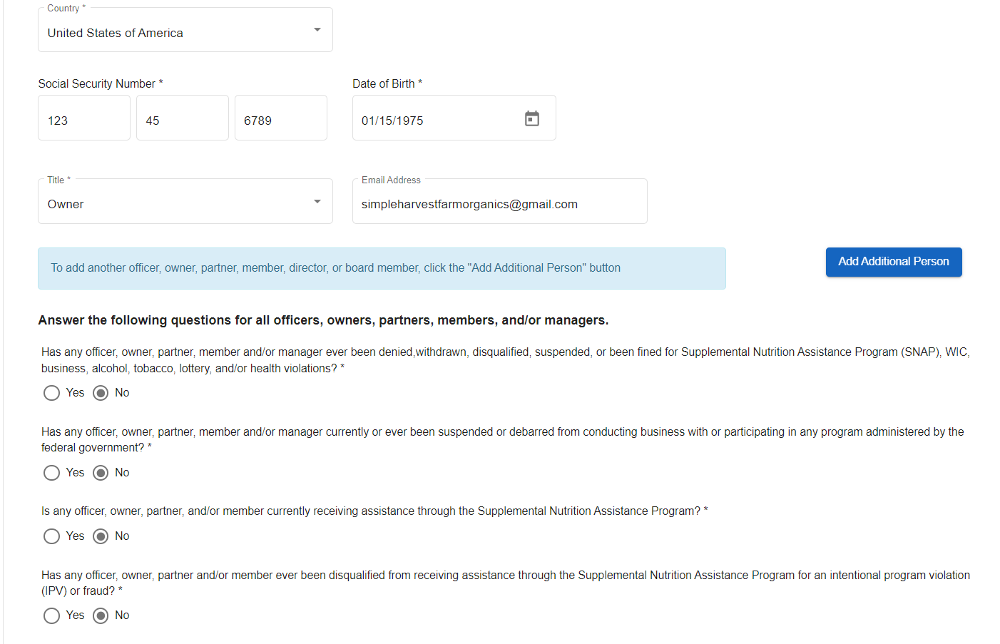 Country *
United States of America
Social Security Number *
Date of Birth *
123
45
6789
01/15/1975
Title *
Email Address
Owner
simpleharvestfarmorganics@gmail.com
To add another officer, owner, partner, member, director, or board member, click the "Add Additional Person" button
Add Additional Person
Answer the following questions for all officers, owners, partners, members, and/or managers.
Has any officer, owner, partner, member and/or manager ever been denied,withdrawn, disqualified, suspended, or been fined for Supplemental Nutrition Assistance Program (SNAP), WIC,
business, alcohol, tobacco, lottery, and/or health violations? *
Yes No
Has any officer, owner, partner, member and/or manager currently or ever been suspended or debarred from conducting business with or participating in any program administered by the
federal government? *
Yes No
Is any officer, owner, partner, and/or member currently receiving assistance through the Supplemental Nutrition Assistance Program? *
Yes No
Has any officer, owner, partner and/or member ever been disqualified from receiving assistance through the Supplemental Nutrition Assistance Program for an intentional program violation
(IPV) or fraud? *
Yes No